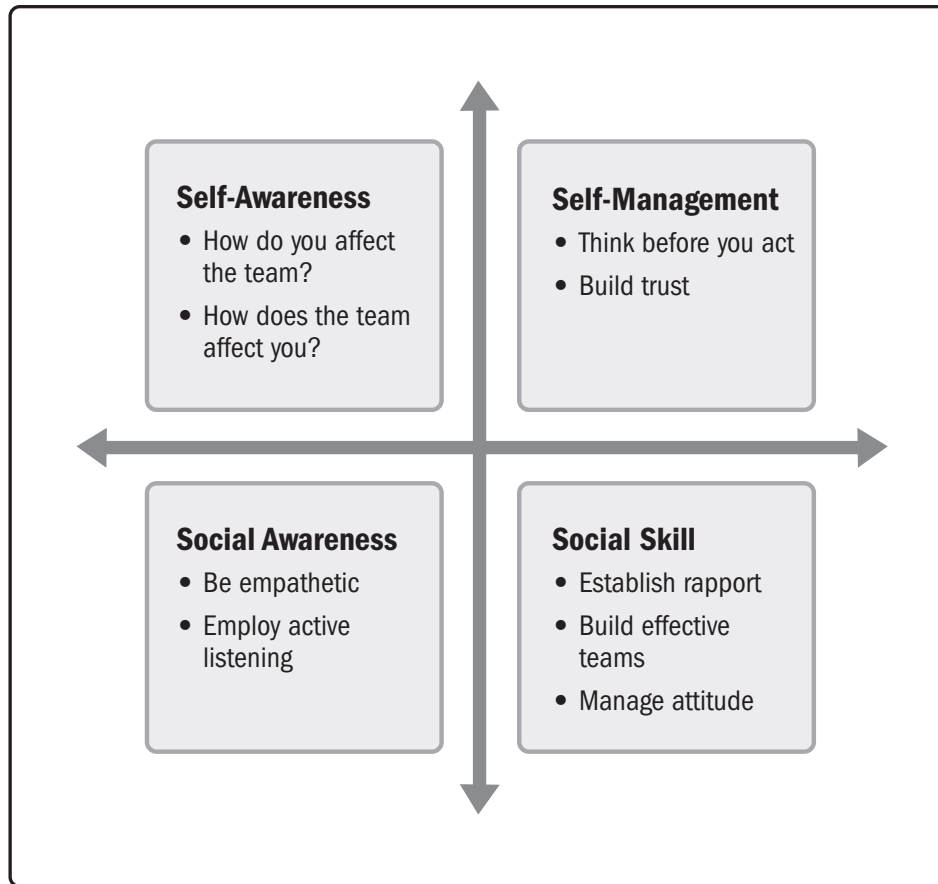 Self-Awareness
• How do you affect
the team?
• How does the team
affect you?
Self-Management
• Think before you act
• Build trust
Social Awareness
• Be empathetic
• Employ active
listening
Social Skill
• Establish rapport
• Build effective
teams
• Manage attitude